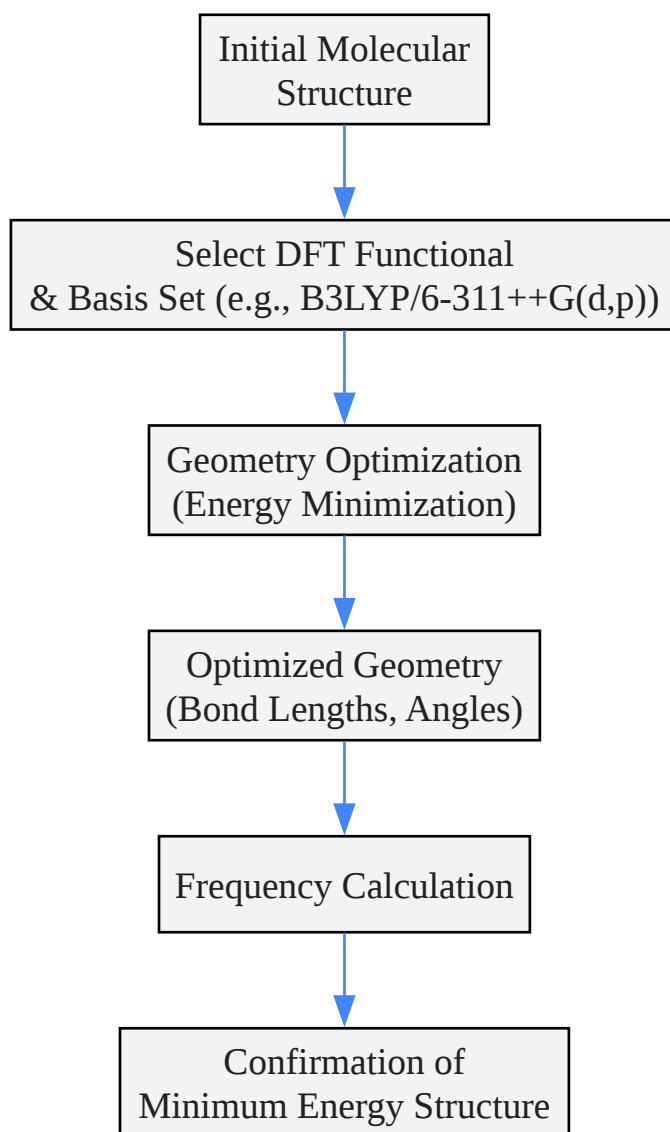 Initial Molecular
Structure
Select DFT Functional
& Basis Set (e.g., B3LYP/6-311++G(d,p))
Geometry Optimization
(Energy Minimization)
Optimized Geometry
(Bond Lengths, Angles)
Frequency Calculation
Confirmation of
Minimum Energy Structure